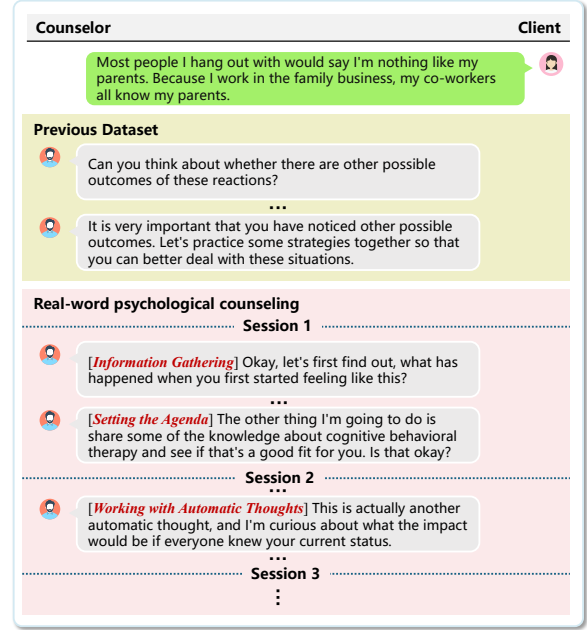 Counselor Client
Most people I hang out with would say I'm nothing like my
parents. Because I work in the family business, my co-workers
all know my parents.
Previous Dataset
Can you think about whether there are other possible
outcomes of these reactions?
...
It is very important that you have noticed other possible
outcomes. Let's practice some strategies together so that
you can better deal with these situations.
Real-word psychological counseling
Session 1
[Information Gathering] Okay, let's first find out, what has
happened when you first started feeling like this?
...
[Setting the Agenda] The other thing I'm going to do is
share some of the knowledge about cognitive behavioral
therapy and see if that's a good fit for you. Is that okay?
Session 2
...
[Working with Automatic Thoughts] This is actually another
automatic thought, and I'm curious about what the impact
would be if everyone knew your current status.
...
Session 3
⋮